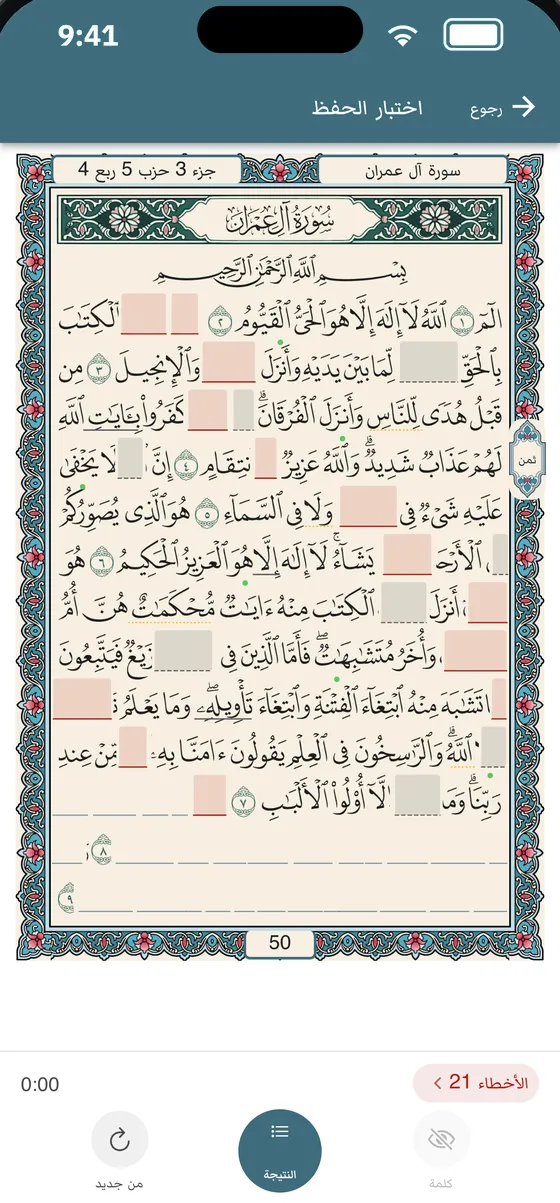 9:41
رجوع
اختبار الحفظ
سورة آل عمران
جزء 3 حزب 5 ربع 4
سُورَةُ آلِ عِمۡرَانَ
بِسۡمِ ٱللَّهِ ٱلرَّحۡمَٰنِ ٱلرَّحِيمِ
الٓمٓ ١ ٱللَّهُ لَآ إِلَٰهَ إِلَّا هُوَ ٱلۡحَيُّ ٱلۡقَيُّومُ ٢ ٱلۡكِتَٰبَ
بِٱلۡحَقِّ لِّمَا بَيۡنَ يَدَيۡهِ وَأَنزَلَ وَٱلۡإِنجِيلَ ٣ مِن
قَبۡلُ هُدٗى لِّلنَّاسِ وَأَنزَلَ ٱلۡفُرۡقَانَۗ كَفَرُواْ بِـَٔايَٰتِ ٱللَّهِ
لَهُمۡ عَذَابٞ شَدِيدٞۗ وَٱللَّهُ عَزِيزٞ نتِقَامٍ ٤ إِنَّ لَا يَخۡفَىٰ
عَلَيۡهِ شَيۡءٞ فِي وَلَا فِي ٱلسَّمَآءِ ٥ هُوَ ٱلَّذِي يُصَوِّرُكُمۡ
ٱلۡأَرۡحَ يَشَآءُۚ لَآ إِلَٰهَ إِلَّا هُوَ ٱلۡعَزِيزُ ٱلۡحَكِيمُ ٦ هُوَ
أَنزَلَ ٱلۡكِتَٰبَ مِنۡهُ ءَايَٰتٞ مُّحۡكَمَٰتٌ هُنَّ أُمُّ
وَأُخَرُ مُتَشَٰبِهَٰتٞۖ فَأَمَّا ٱلَّذِينَ فِي زَيۡغٞ فَيَتَّبِعُونَ
تَشَٰبَهَ مِنۡهُ ٱبۡتِغَآءَ ٱلۡفِتۡنَةِ وَٱبۡتِغَآءَ تَأۡوِيلِهِۦۖ وَمَا يَعۡلَمُ
ٱللَّهُۗ وَٱلرَّٰسِخُونَ فِي ٱلۡعِلۡمِ يَقُولُونَ ءَامَنَّا بِهِۦ مِّنۡ عِندِ
رَبِّنَاۗ وَمَ لَّآ أُوْلُواْ ٱلۡأَلۡبَٰبِ ٧
٨
٩
ثمن
50
الأخطاء 21
0:00
كلمة
النتيجة
من جديد